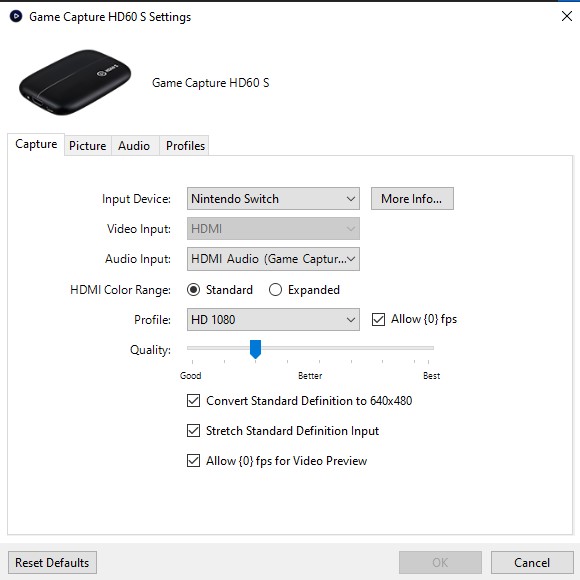 Game Capture HD60 S Settings
Game Capture HD60 S
Capture Picture Audio Profiles
Input Device: Nintendo Switch More Info...
Video Input: HDMI
Audio Input: HDMI Audio (Game Captur...
HDMI Color Range: Standard Expanded
Profile: HD 1080 Allow {0} fps
Quality:
Good Better Best
Convert Standard Definition to 640x480
Stretch Standard Definition Input
Allow {0} fps for Video Preview
Reset Defaults OK Cancel